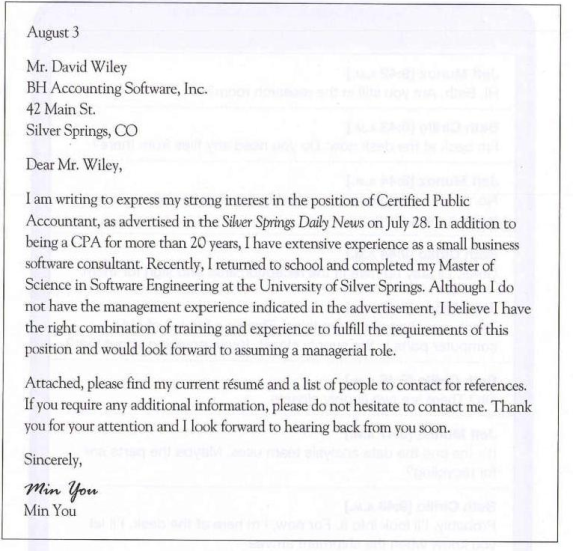 August 3
Mr. David Wiley
BH Accounting Software, Inc.
42 Main St.
Silver Springs, CO
Dear Mr. Wiley,
I am writing to express my strong interest in the position of Certified Public
Accountant, as advertised in the Silver Springs Daily News on July 28. In addition to
being a CPA for more than 20 years, I have extensive experience as a small business
software consultant. Recently, I returned to school and completed my Master of
Science in Software Engineering at the University of Silver Springs. Although I do
not have the management experience indicated in the advertisement, I believe I have
the right combination of training and experience to fulfill the requirements of this
position and would look forward to assuming a managerial role.
Attached, please find my current résumé and a list of people to contact for references.
If you require any additional information, please do not hesitate to contact me. Thank
you for your attention and I look forward to hearing back from you soon.
Sincerely,
Min You
Min You